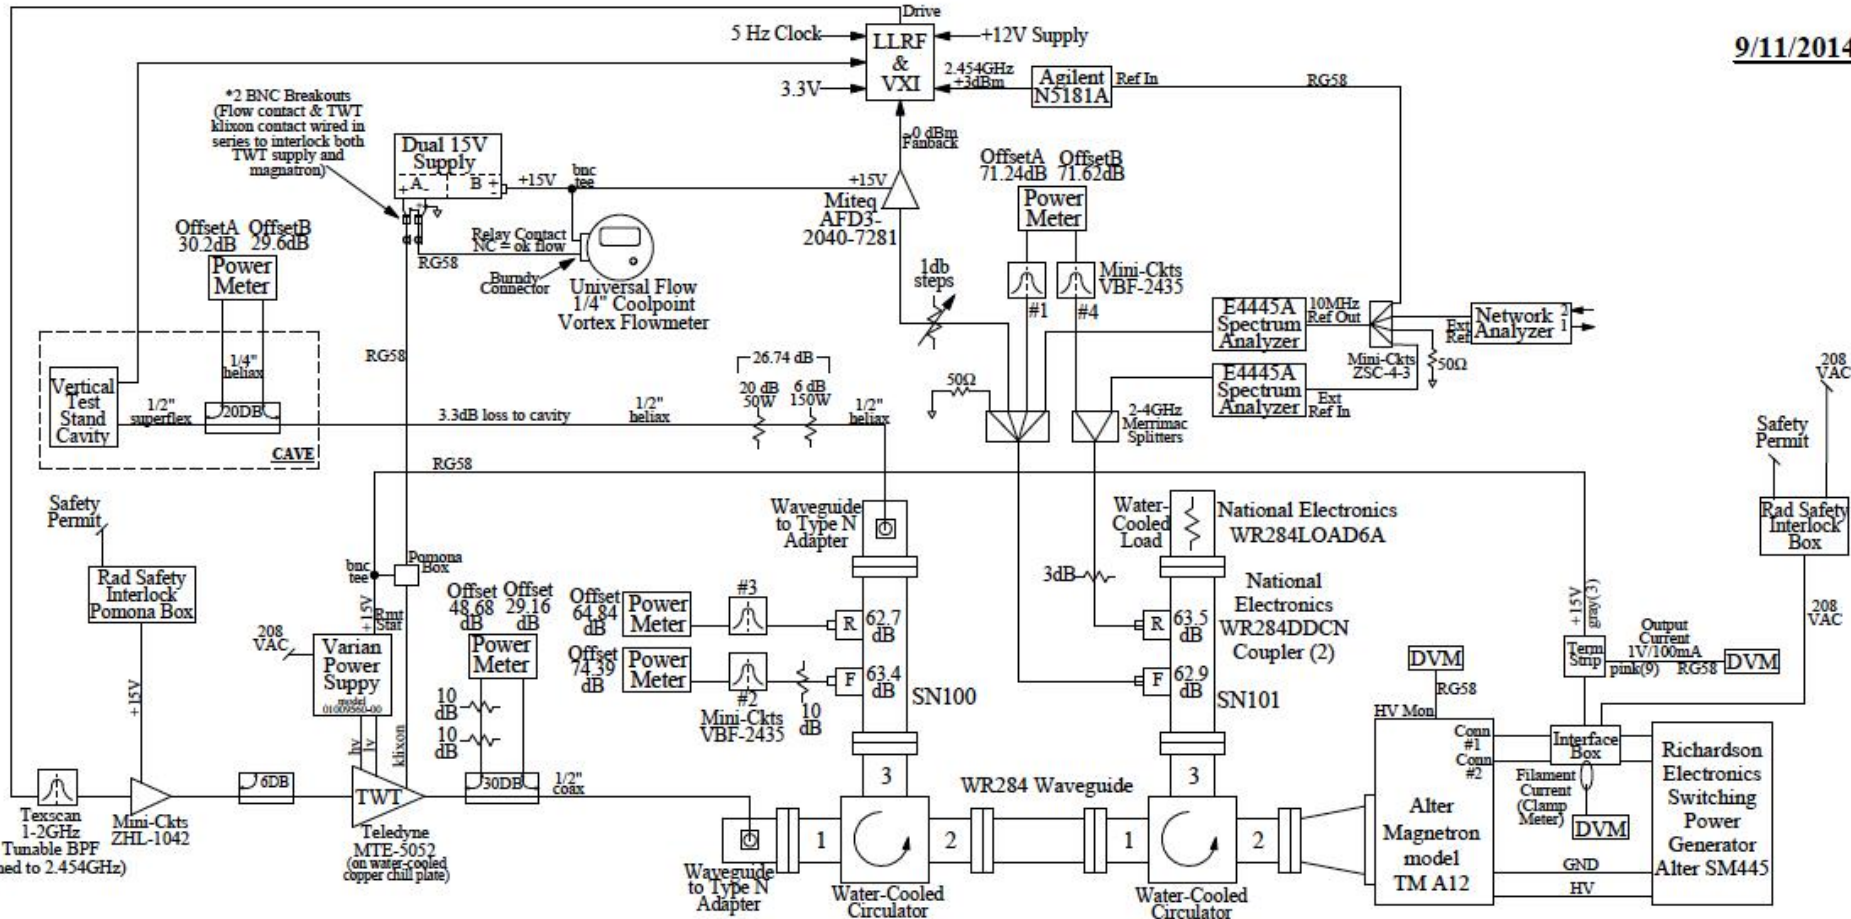 Drive
5 Hz Clock
+12V Supply
LLRF
&
VXI
9/11/2014
2.454GHz
+3dBm
Agilent
N5181A
Ref In
RG58
3.3V
*2 BNC Breakouts
(Flow contact & TWT
klixon contact wired in
series to interlock both
TWT supply and
magnatron)
Dual 15V
Supply
+ A -
B +
-
+15V
bnc
tee
+15V
~0 dBm
Fanback
Miteq
AFD3-
2040-7281
OffsetA
71.24dB
OffsetB
71.62dB
Power
Meter
OffsetA
30.2dB
OffsetB
29.6dB
Power
Meter
Relay Contact
NC = ok flow
RG58
Burndy
Connector
Universal Flow
1/4" Coolpoint
Vortex Flowmeter
1db
steps
#1
#4
Mini-Ckts
VBF-2435
E4445A
Spectrum
Analyzer
10MHz
Ref Out
Ext
Ref
Network
Analyzer
2
1
Mini-Ckts
ZSC-4-3
50Ω
E4445A
Spectrum
Analyzer
Ext
Ref In
208
VAC
RG58
1/4"
heliax
Vertical
Test
Stand
Cavity
1/2"
superflex
20DB
CAVE
3.3dB loss to cavity
1/2"
heliax
26.74 dB
20 dB
50W
6 dB
150W
1/2"
heliax
50Ω
2-4GHz
Merrimac
Splitters
Safety
Permit
RG58
Safety
Permit
Waveguide
to Type N
Adapter
Water-
Cooled
Load
National Electronics
WR284LOAD6A
Rad Safety
Interlock
Box
Rad Safety
Interlock
Pomona Box
bnc
tee
Pomona
Box
Offset
48.68
dB
Offset
29.16
dB
Offset
64.84
dB
Power
Meter
#3
R
62.7
dB
3dB
R
63.5
dB
National
Electronics
WR284DDCN
Coupler (2)
+15V
gray(3)
208
VAC
+15V
Rmt
Stat
208
VAC
Varian
Power
Suppy
model
01009560-00
Power
Meter
Offset
74.39
dB
Power
Meter
#2
Mini-Ckts
VBF-2435
10
dB
F
63.4
dB
SN100
F
62.9
dB
SN101
Output
Current
1V/100mA
Term
Strip
pink(9)
RG58
DVM
DVM
RG58
+15V
10
dB
10
dB
hv
lv
klixon
HV Mon
Conn
#1
Conn
#2
Interface
Box
Filament
Current
(Clamp
Meter)
DVM
Richardson
Electronics
Switching
Power
Generator
Alter SM445
6DB
TWT
30DB
1/2"
coax
3
WR284 Waveguide
3
Texscan
1-2GHz
Tunable BPF
ned to 2.454GHz)
Mini-Ckts
ZHL-1042
Teledyne
MTE-5052
(on water-cooled
copper chill plate)
1
2
1
2
Alter
Magnetron
model
TM A12
GND
HV
Waveguide
to Type N
Adapter
Water-Cooled
Circulator
Water-Cooled
Circulator